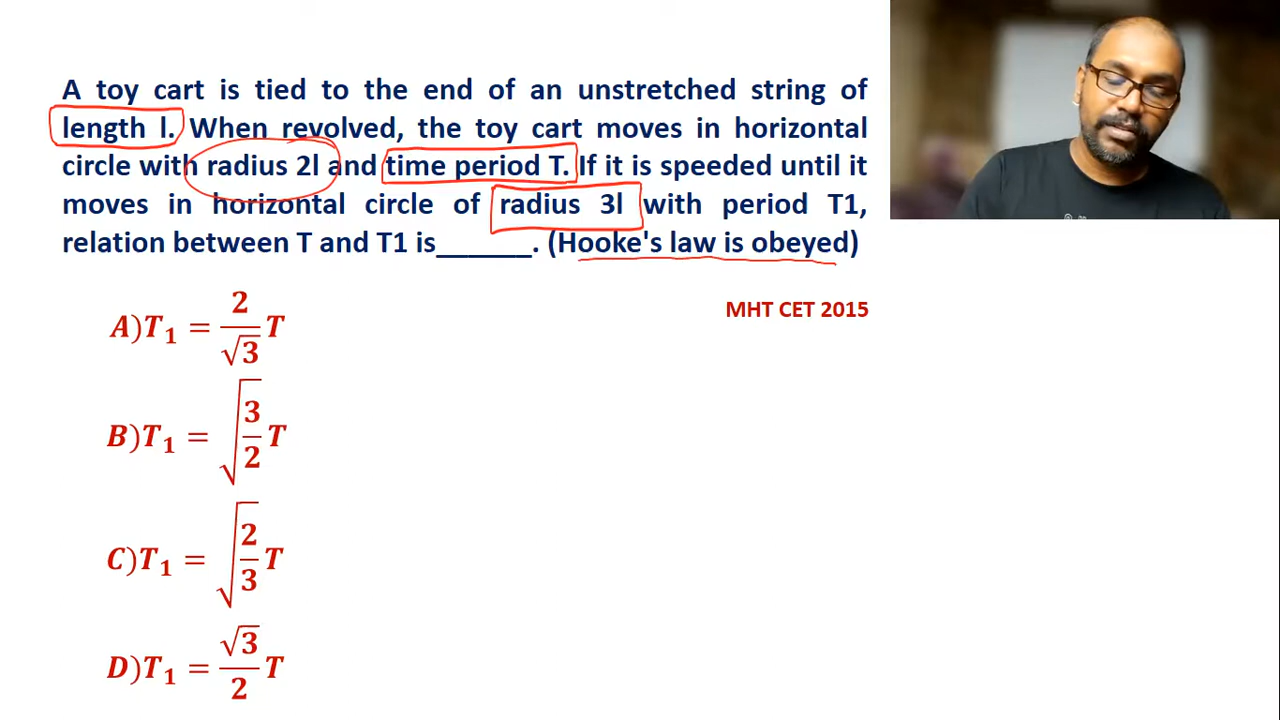 A toy cart is tied to the end of an unstretched string of
length l. When revolved, the toy cart moves in horizontal
circle with radius 2l and time period T. If it is speeded until it
moves in horizontal circle of radius 3l with period T1,
relation between T and T1 is______. (Hooke's law is obeyed)
MHT CET 2015
A) T₁ = 2/√3 T
B) T₁ = √(3/2) T
C) T₁ = √(2/3) T
D) T₁ = √3/2 T